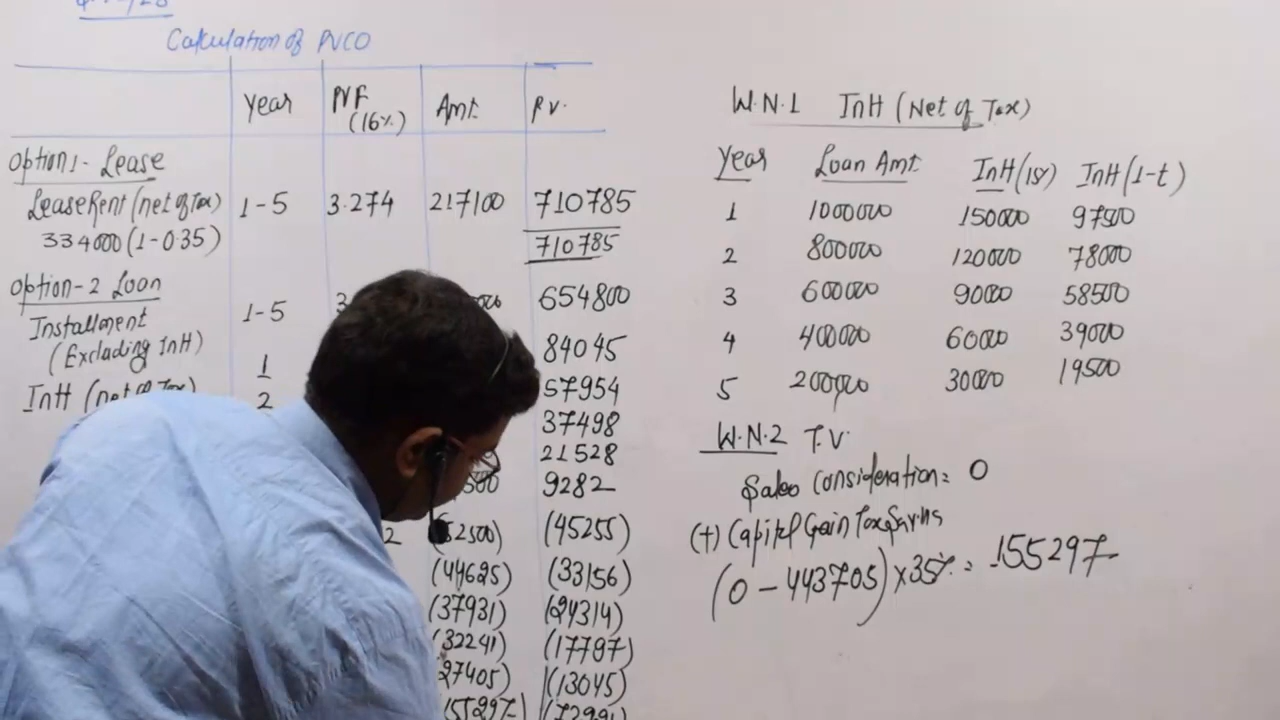 Calculation of PVCO
Year PVF (16%) Amt. P.V.
Option 1 - Lease
Lease Rent (net of Tax) 1-5 3.274 217100 710785
334000 (1-0.35) 710785
Option-2 Loan
Installment 1-5 654800
(Excluding Int)
1 84045
Int (net of Tax) 2 57954
37498
21528
9282
(52500) (45255)
(44625) (33156)
(37931) (24314)
(32241) (17797)
27405) (13045)
W.N.1 Int (Net of Tax)
Year Loan Amt. Int (15%) Int (1-t)
1 1000000 150000 97500
2 800000 120000 78000
3 600000 90000 58500
4 400000 60000 39000
5 200,000 30000 19500
W.N.2 T.V.
Sales Consideration = 0
(+) Capital Gain Tax
(0 - 443705) x 35% = 155297